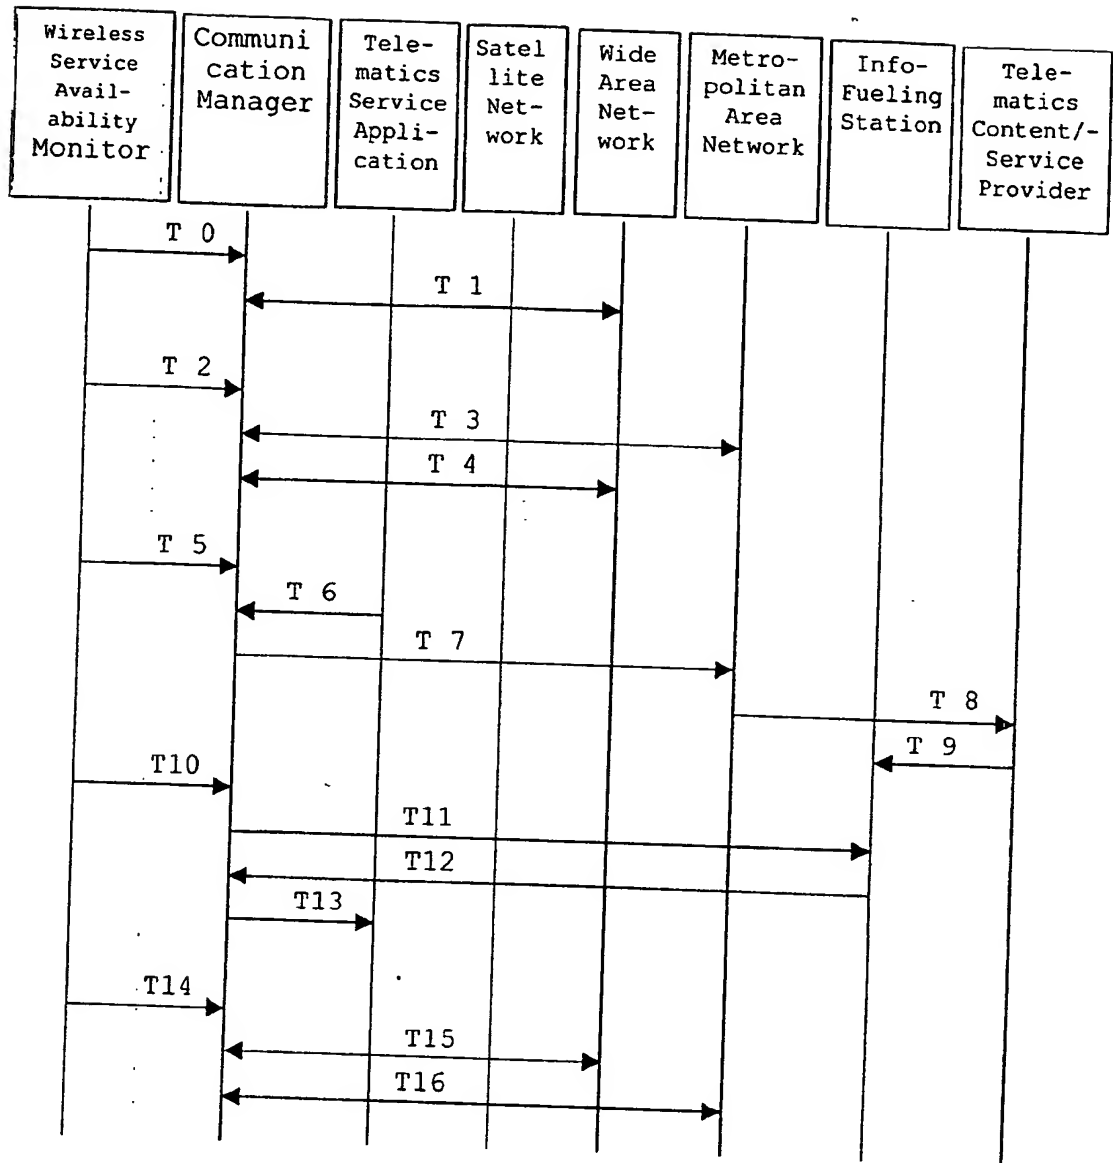 Wireless
Service
Avail-
ability
Monitor
Communi
cation
Manager
Tele-
matics
Service
Appli-
cation
Satel
lite
Net-
work
Wide
Area
Net-
work
Metro-
politan
Area
Network
Info-
Fueling
Station
Tele-
matics
Content/-
Service
Provider
T 0
T 1
T 2
T 3
T 4
T 5
T 6
T 7
T 8
T 9
T10
T11
T12
T13
T14
T15
T16